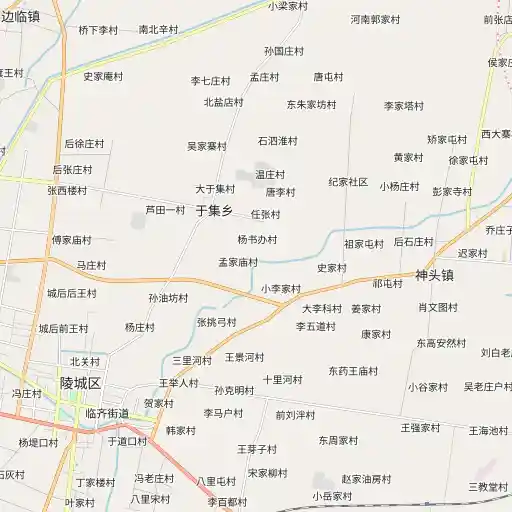 小梁家村
边临镇
河南郭家村
前张店
桥下李村
南北辛村
孙国庄村
侯家庄
史家庵村
李七庄村
孟庄村
唐屯村
北盐店村
东朱家坊村
李家塔村
西大寨
后徐庄村
吴家寨村
石泗淮村
矫家屯村
黄家村
徐家屯村
后张庄村
温庄村
张西楼村
大于集村
唐李村
纪家社区
小杨庄村
彭家寺村
芦田一村
于集乡
任张村
乔庄子
傅家庙村
杨书办村
祖家屯村
后石庄村
迟家村
马庄村
孟家庙村
史家村
神头镇
祁屯村
城后后王村
孙油坊村
小李家村
大李科村
姜家村
肖文图村
城后前王村
杨庄村
张挑弓村
李五道村
康家村
东高安然村
北关村
三里河村
王景河村
刘白老
陵城区
王举人村
十里河村
东药王庙村
小谷家村
吴老庄户村
冯庄村
孙克明村
贺家村
临齐街道
李马户村
前刘泮村
韩家村
王强家村
王海池村
杨堤口村
于道口村
东周家村
王芽子村
石灰村
丁家楼村
冯老庄村
八里屯村
宋家柳村
赵家油房村
三教堂村
叶家村
八里宋村
李百都村
小岳家村